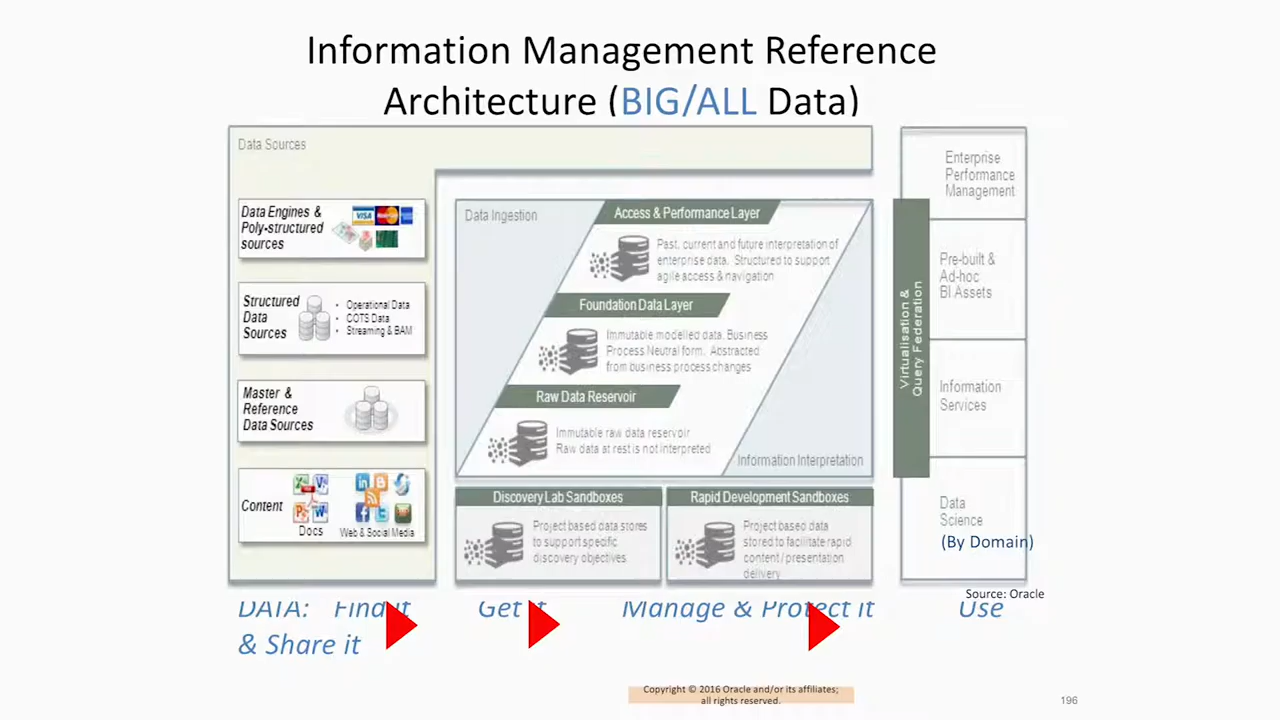 Information Management Reference
Architecture (BIG/ALL Data)
Data Sources
Data Engines &
Poly-structured
sources
VISA
MasterCard
Structured
Data
Sources
• Operational Data
• COTS Data
• Streaming & BAM
Master &
Reference
Data Sources
Content
Docs
Web & Social Media
Data Ingestion
Access & Performance Layer
Past, current and future interpretation of
enterprise data. Structured to support
agile access & navigation
Foundation Data Layer
Immutable modelled data. Business
Process Neutral form. Abstracted
from business process changes
Raw Data Reservoir
Immutable raw data reservoir
Raw data at rest is not interpreted
Information Interpretation
Discovery Lab Sandboxes
Project based data stores
to support specific
discovery objectives
Rapid Development Sandboxes
Project based data
stored to facilitate rapid
content / presentation
delivery
Virtualisation &
Query Federation
Enterprise
Performance
Management
Pre-built &
Ad-hoc
BI Assets
Information
Services
Data
Science
(By Domain)
Source: Oracle
DATA: Find it
& Share it
Get it
Manage & Protect it
Use
Copyright © 2016 Oracle and/or its affiliates;
all rights reserved.
196